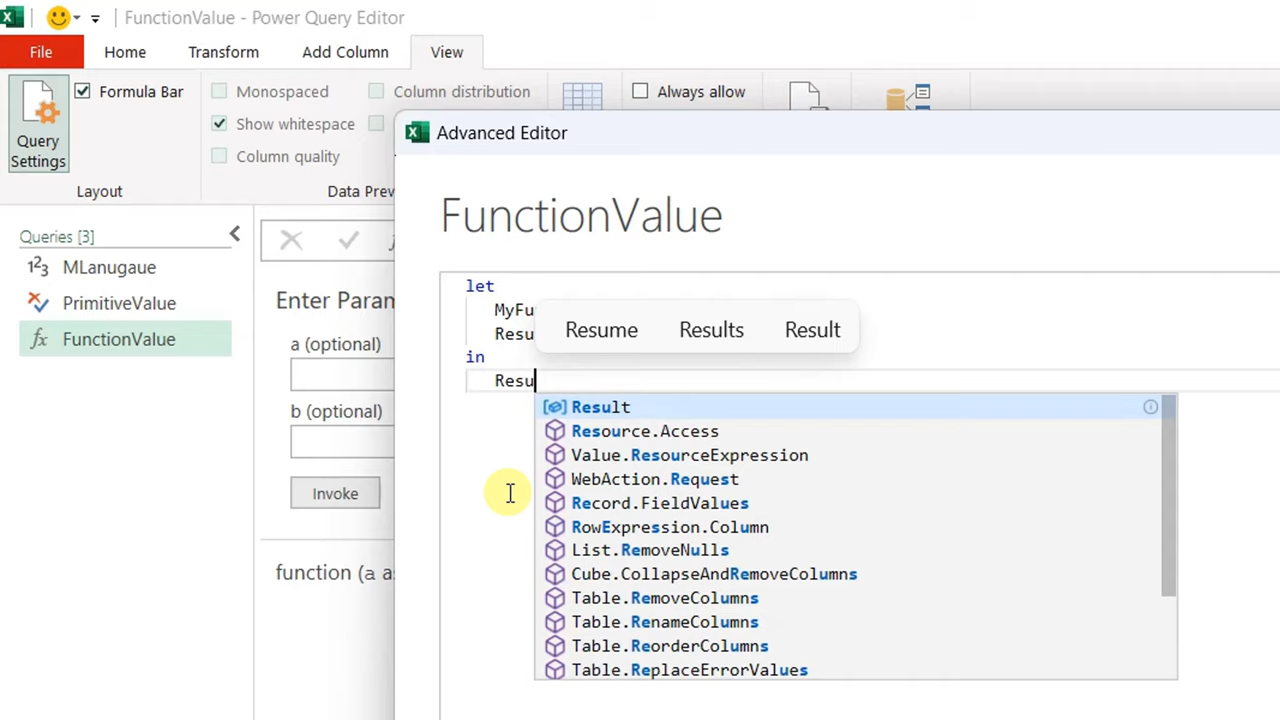 FunctionValue - Power Query Editor
File Home Transform Add Column View
Query Settings
Formula Bar
Monospaced
Show whitespace
Column quality
Column distribution
Always allow
Layout
Data Prev
Advanced Editor
FunctionValue
Queries [3]
MLanugaue
PrimitiveValue
FunctionValue
Enter Param
a (optional)
b (optional)
Invoke
function (a as
let
MyFu
Resu
in
Resu
Resume Results Result
Result
Resource.Access
Value.ResourceExpression
WebAction.Request
Record.FieldValues
RowExpression.Column
List.RemoveNulls
Cube.CollapseAndRemoveColumns
Table.RemoveColumns
Table.RenameColumns
Table.ReorderColumns
Table.ReplaceErrorValues